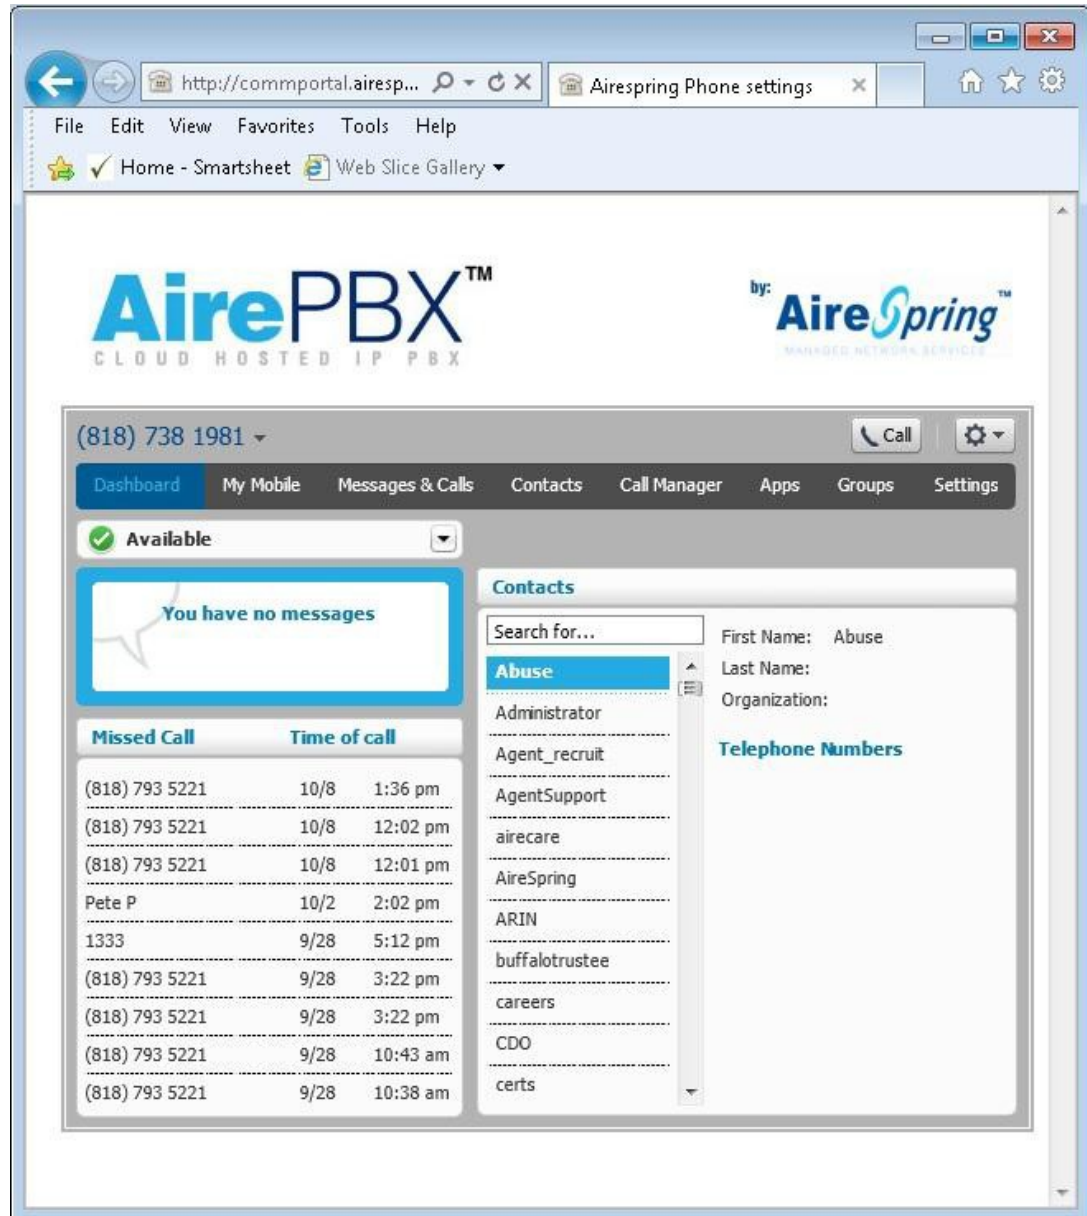 http://commportal.airesp...
Airespring Phone settings
File Edit View Favorites Tools Help
Home - Smartsheet Web Slice Gallery
AirePBX™
CLOUD HOSTED IP PBX
by:
AireSpring™
MANAGED NETWORK SERVICES
(818) 738 1981
Call
Dashboard My Mobile Messages & Calls Contacts Call Manager Apps Groups Settings
Available
You have no messages
Missed Call Time of call
(818) 793 5221 10/8 1:36 pm
(818) 793 5221 10/8 12:02 pm
(818) 793 5221 10/8 12:01 pm
Pete P 10/2 2:02 pm
1333 9/28 5:12 pm
(818) 793 5221 9/28 3:22 pm
(818) 793 5221 9/28 3:22 pm
(818) 793 5221 9/28 10:43 am
(818) 793 5221 9/28 10:38 am
Contacts
Search for...
Abuse
Administrator
Agent_recruit
AgentSupport
airecare
AireSpring
ARIN
buffalotrustee
careers
CDO
certs
First Name: Abuse
Last Name:
Organization:
Telephone Numbers